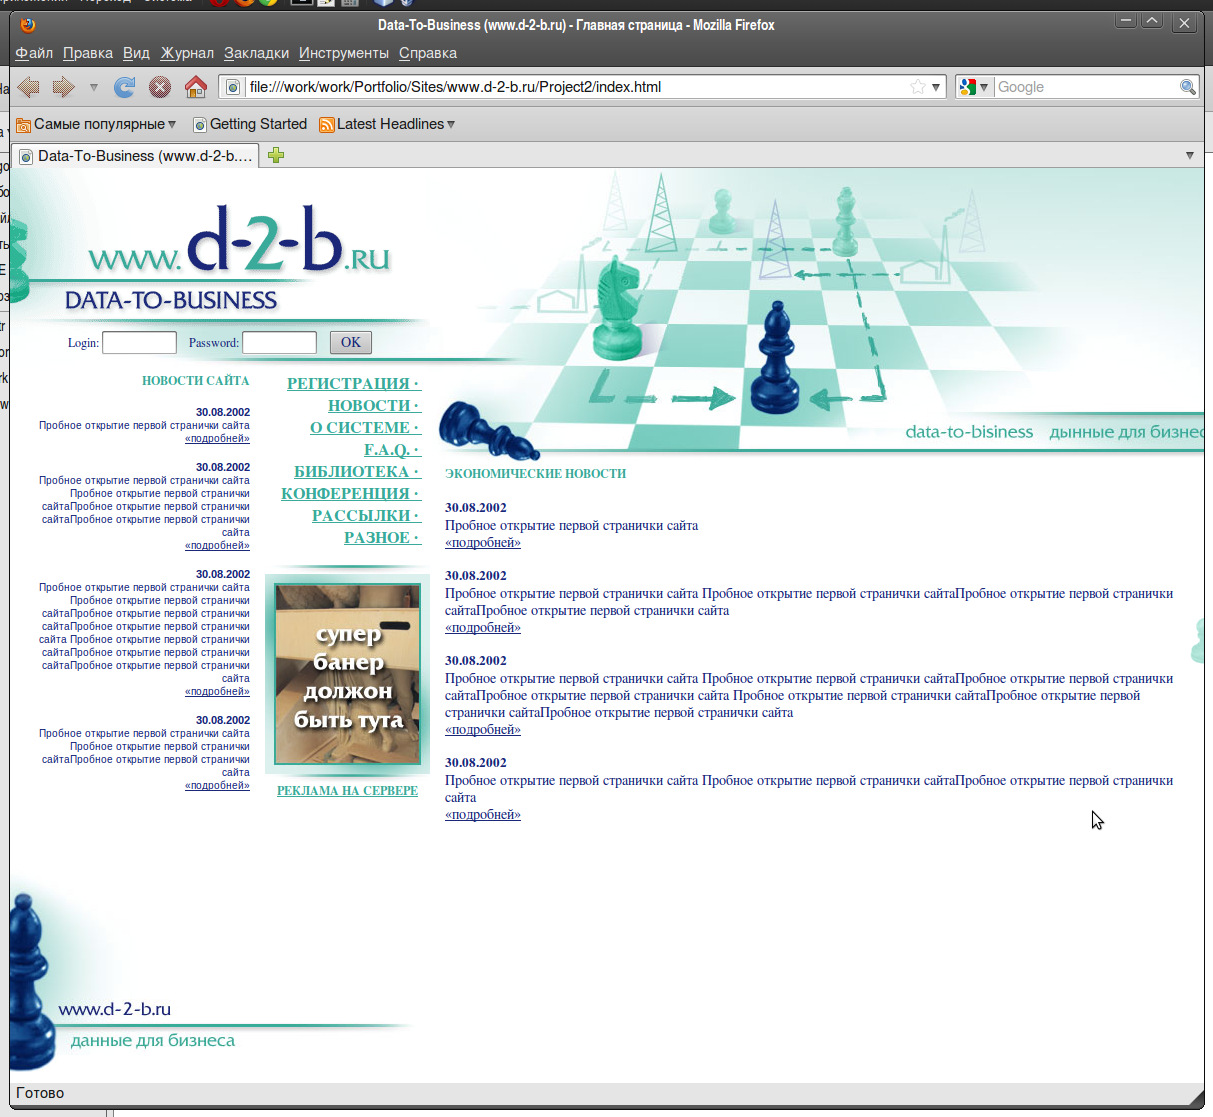 Data-To-Business (www.d-2-b.ru) - Главная страница - Mozilla Firefox
Файл Правка Вид Журнал Закладки Инструменты Справка
file:///work/work/Portfolio/Sites/www.d-2-b.ru/Project2/index.html
Google
Самые популярные Getting Started Latest Headlines
Data-To-Business (www.d-2-b....
www.d-2-b.ru
DATA-TO-BUSINESS
Login: Password: OK
data-to-bisiness дынные для бизнес
НОВОСТИ САЙТА
30.08.2002
Пробное открытие первой странички сайта
«подробней»
30.08.2002
Пробное открытие первой странички сайта
Пробное открытие первой странички
сайтаПробное открытие первой странички
сайтаПробное открытие первой странички
сайта
«подробней»
30.08.2002
Пробное открытие первой странички сайта
Пробное открытие первой странички
сайтаПробное открытие первой странички
сайтаПробное открытие первой странички
сайта Пробное открытие первой странички
сайтаПробное открытие первой странички
сайтаПробное открытие первой странички
сайта
«подробней»
30.08.2002
Пробное открытие первой странички сайта
Пробное открытие первой странички
сайтаПробное открытие первой странички
сайта
«подробней»
РЕГИСТРАЦИЯ ·
НОВОСТИ ·
О СИСТЕМЕ ·
F.A.Q. ·
БИБЛИОТЕКА ·
КОНФЕРЕНЦИЯ ·
РАССЫЛКИ ·
РАЗНОЕ ·
супер
банер
должон
быть тута
РЕКЛАМА НА СЕРВЕРЕ
ЭКОНОМИЧЕСКИЕ НОВОСТИ
30.08.2002
Пробное открытие первой странички сайта
«подробней»
30.08.2002
Пробное открытие первой странички сайта Пробное открытие первой странички сайтаПробное открытие первой странички
сайтаПробное открытие первой странички сайта
«подробней»
30.08.2002
Пробное открытие первой странички сайта Пробное открытие первой странички сайтаПробное открытие первой странички
сайтаПробное открытие первой странички сайта Пробное открытие первой странички сайтаПробное открытие первой
странички сайтаПробное открытие первой странички сайта
«подробней»
30.08.2002
Пробное открытие первой странички сайта Пробное открытие первой странички сайтаПробное открытие первой странички
сайта
«подробней»
www.d-2-b.ru
данные для бизнеса
Готово